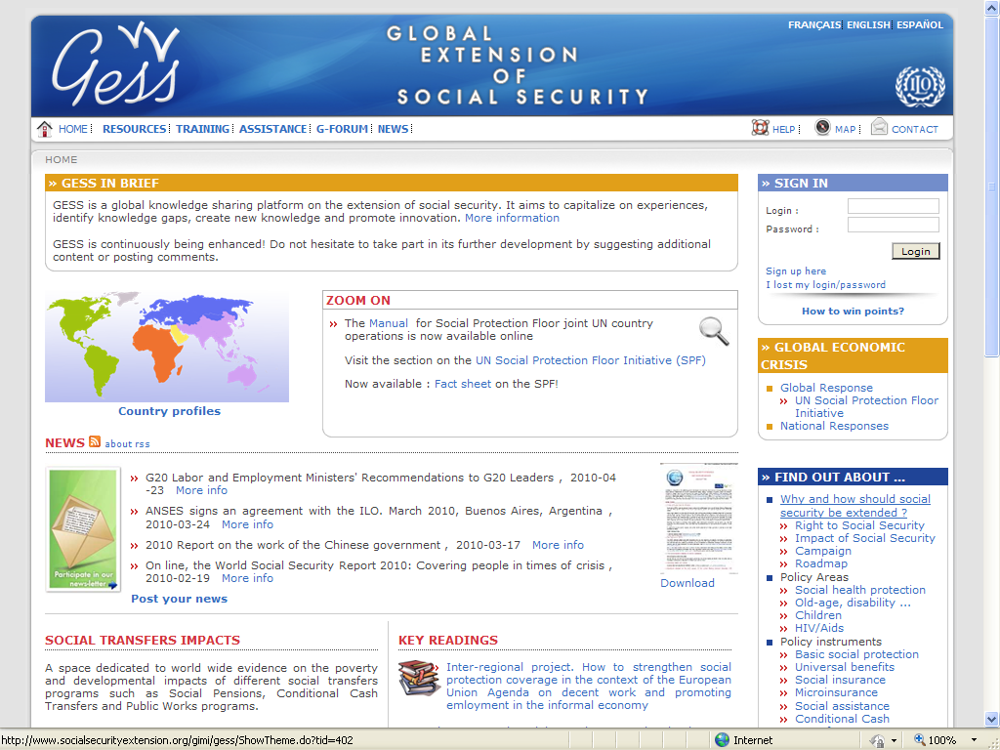 FRANÇAIS ENGLISH ESPAÑOL
Gess
GLOBAL
EXTENSION
OF
SOCIAL SECURITY
ILO
HOME RESOURCES TRAINING ASSISTANCE G-FORUM NEWS
HELP MAP CONTACT
HOME
» GESS IN BRIEF
GESS is a global knowledge sharing platform on the extension of social security. It aims to capitalize on experiences,
identify knowledge gaps, create new knowledge and promote innovation. More information
GESS is continuously being enhanced! Do not hesitate to take part in its further development by suggesting additional
content or posting comments.
Country profiles
ZOOM ON
» The Manual for Social Protection Floor joint UN country
operations is now available online
Visit the section on the UN Social Protection Floor Initiative (SPF)
Now available : Fact sheet on the SPF!
NEWS about rss
Participate in our
news-letter
» G20 Labor and Employment Ministers' Recommendations to G20 Leaders , 2010-04
-23 More info
» ANSES signs an agreement with the ILO. March 2010, Buenos Aires, Argentina ,
2010-03-24 More info
» 2010 Report on the work of the Chinese government , 2010-03-17 More info
» On line, the World Social Security Report 2010: Covering people in times of crisis ,
2010-02-19 More info
Post your news
Download
SOCIAL TRANSFERS IMPACTS
A space dedicated to world wide evidence on the poverty
and developmental impacts of different social transfers
programs such as Social Pensions, Conditional Cash
Transfers and Public Works programs.
KEY READINGS
» Inter-regional project. How to strengthen social
protection coverage in the context of the European
Union Agenda on decent work and promoting
emloyment in the informal economy
» SIGN IN
Login :
Password :
Login
Sign up here
I lost my login/password
How to win points?
» GLOBAL ECONOMIC
CRISIS
Global Response
» UN Social Protection Floor
Initiative
National Responses
» FIND OUT ABOUT ...
Why and how should social
security be extended ?
» Right to Social Security
» Impact of Social Security
» Campaign
» Roadmap
Policy Areas
» Social health protection
» Old-age, disability ...
» Children
» HIV/Aids
Policy instruments
» Basic social protection
» Universal benefits
» Social insurance
» Microinsurance
» Social assistance
» Conditional Cash
http://www.socialsecurityextension.org/gimi/gess/ShowTheme.do?tid=402
Internet
100%